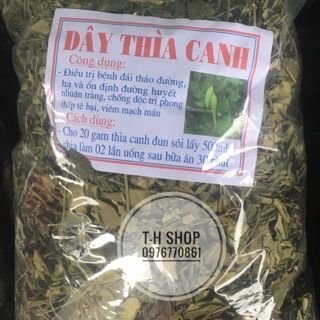 DÂY THÌA CANH
Công dụng:
- Điều trị bệnh đái tháo đường,
hạ và ổn định đường huyết
nhuận tràng, chống độc trị phong
thấp tê bại, viêm mạch máu
Cách dùng:
- Cho 20 gam thìa canh đun sôi lấy 500ml
chia làm 02 lần uống sau bữa ăn 30 phút
T-H SHOP
0976770861